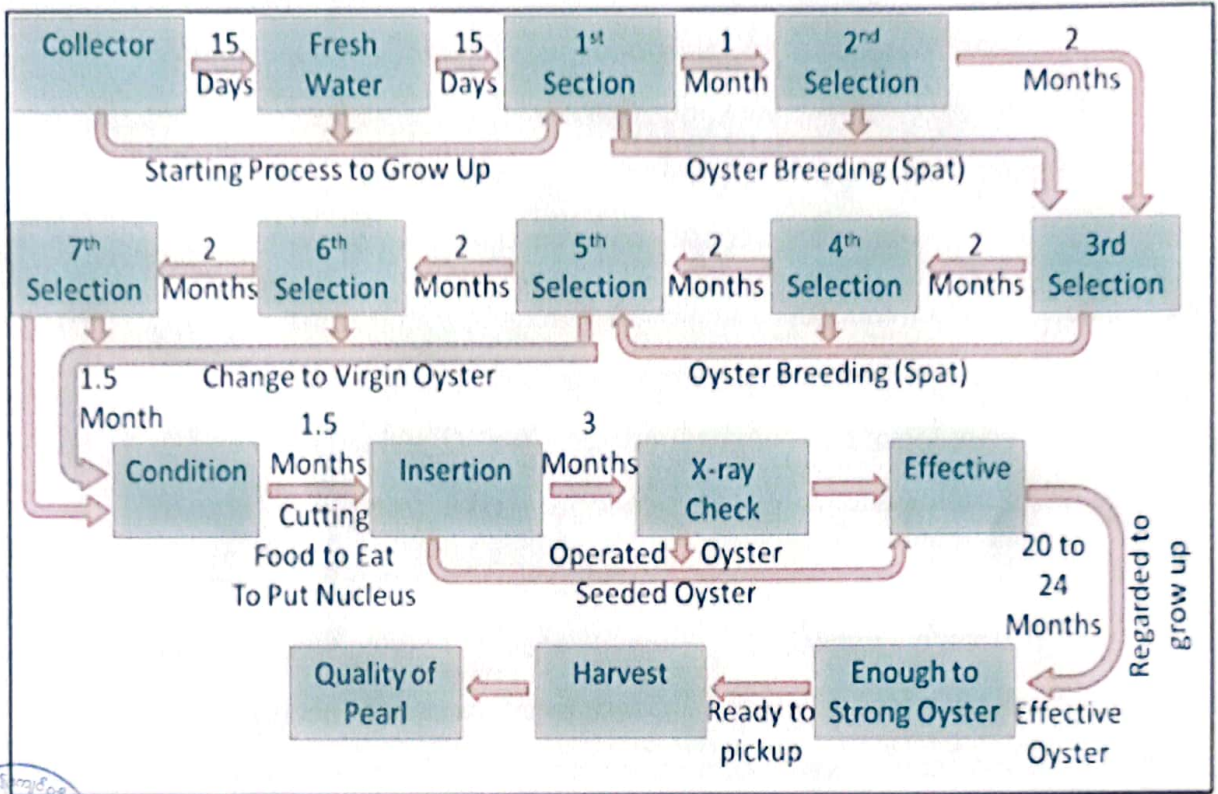 Collector
15
Days
Fresh
Water
15
Days
1st
Section
1
Month
2nd
Selection
2
Months
Starting Process to Grow Up
Oyster Breeding (Spat)
3rd
Selection
2
Months
4th
Selection
2
Months
5th
Selection
2
Months
6th
Selection
2
Months
7th
Selection
Oyster Breeding (Spat)
Change to Virgin Oyster
1.5
Month
Condition
1.5
Months
Cutting
Food to Eat
To Put Nucleus
Insertion
3
Months
X-ray
Check
Operated Oyster
Seeded Oyster
Effective
20 to
24
Months
Regarded to
grow up
Effective
Oyster
Enough to
Strong Oyster
Ready to
pickup
Harvest
Quality of
Pearl